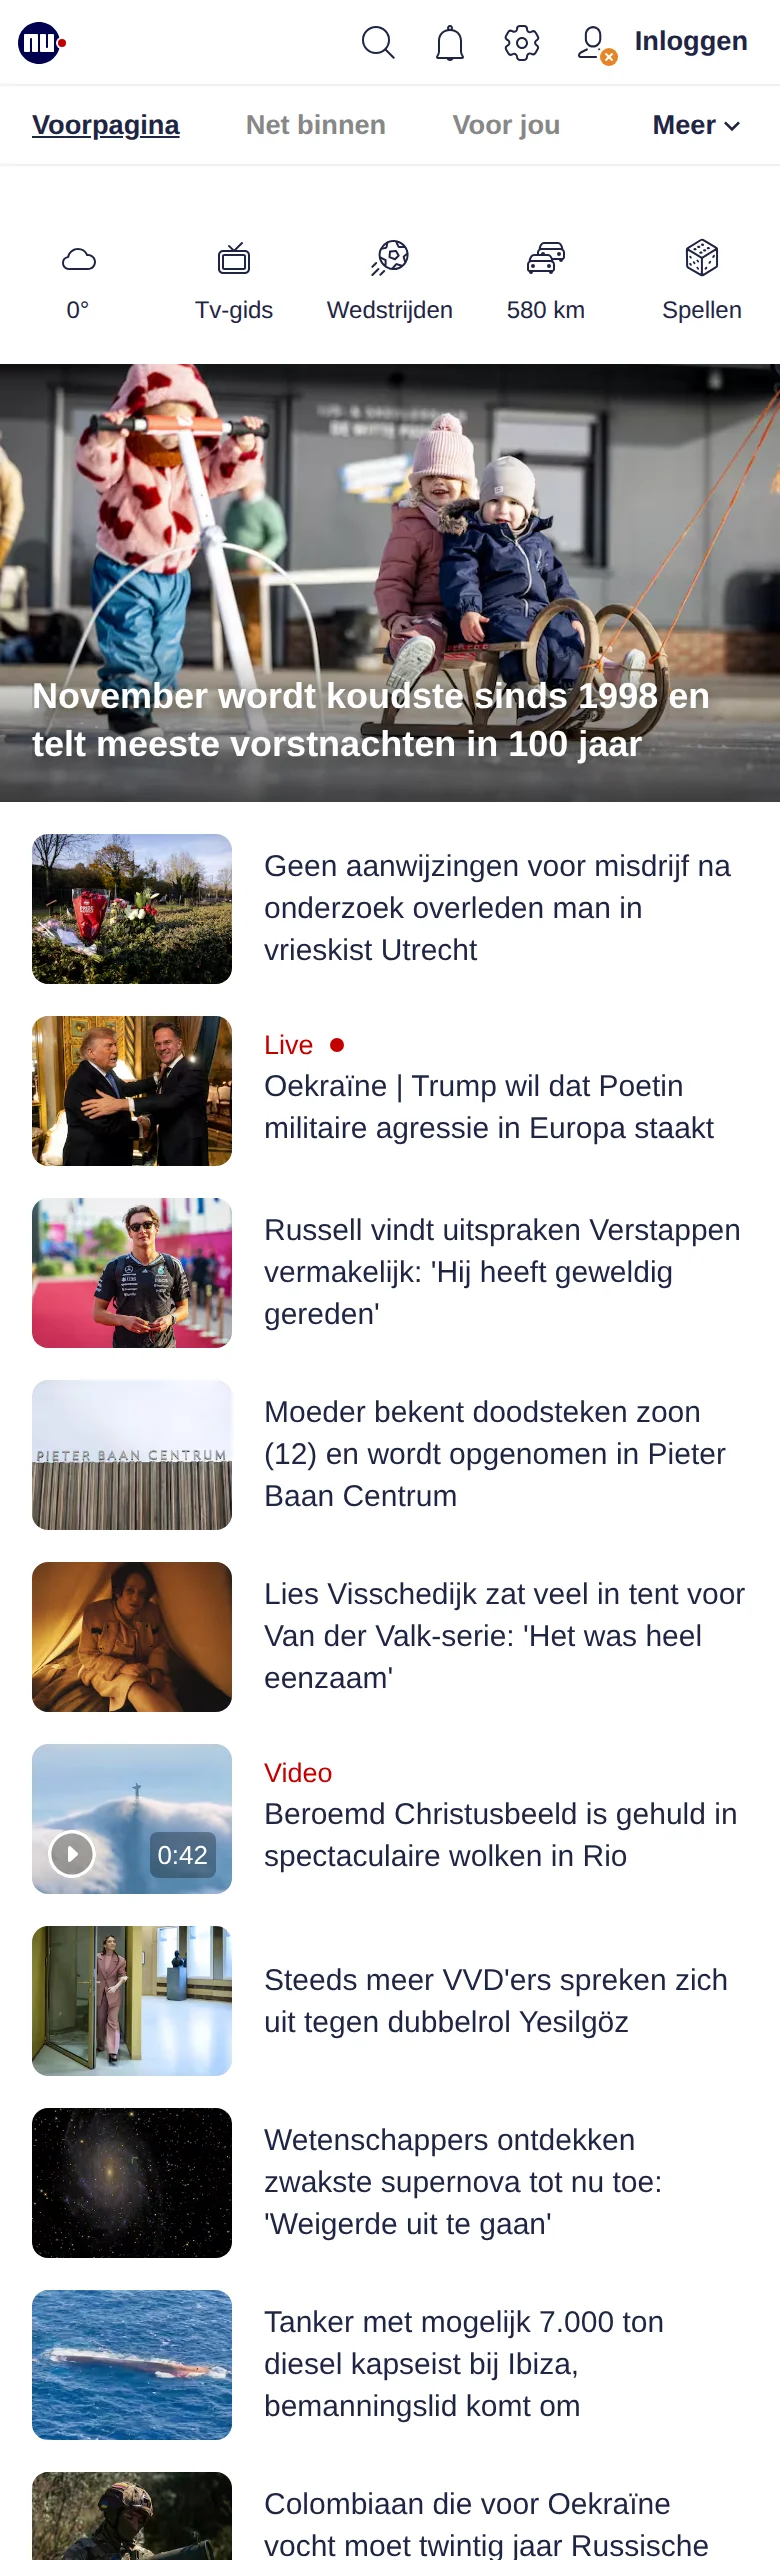 nu
Inloggen
Voorpagina
Net binnen
Voor jou
Meer
0°
Tv-gids
Wedstrijden
580 km
Spellen
November wordt koudste sinds 1998 en
telt meeste vorstnachten in 100 jaar
Geen aanwijzingen voor misdrijf na
onderzoek overleden man in
vrieskist Utrecht
Live
Oekraïne | Trump wil dat Poetin
militaire agressie in Europa staakt
Russell vindt uitspraken Verstappen
vermakelijk: 'Hij heeft geweldig
gereden'
PIETER BAAN CENTRUM
Moeder bekent doodsteken zoon
(12) en wordt opgenomen in Pieter
Baan Centrum
Lies Visschedijk zat veel in tent voor
Van der Valk-serie: 'Het was heel
eenzaam'
0:42
Video
Beroemd Christusbeeld is gehuld in
spectaculaire wolken in Rio
Steeds meer VVD'ers spreken zich
uit tegen dubbelrol Yesilgöz
Wetenschappers ontdekken
zwakste supernova tot nu toe:
'Weigerde uit te gaan'
Tanker met mogelijk 7.000 ton
diesel kapseist bij Ibiza,
bemanningslid komt om
Colombiaan die voor Oekraïne
vocht moet twintig jaar Russische